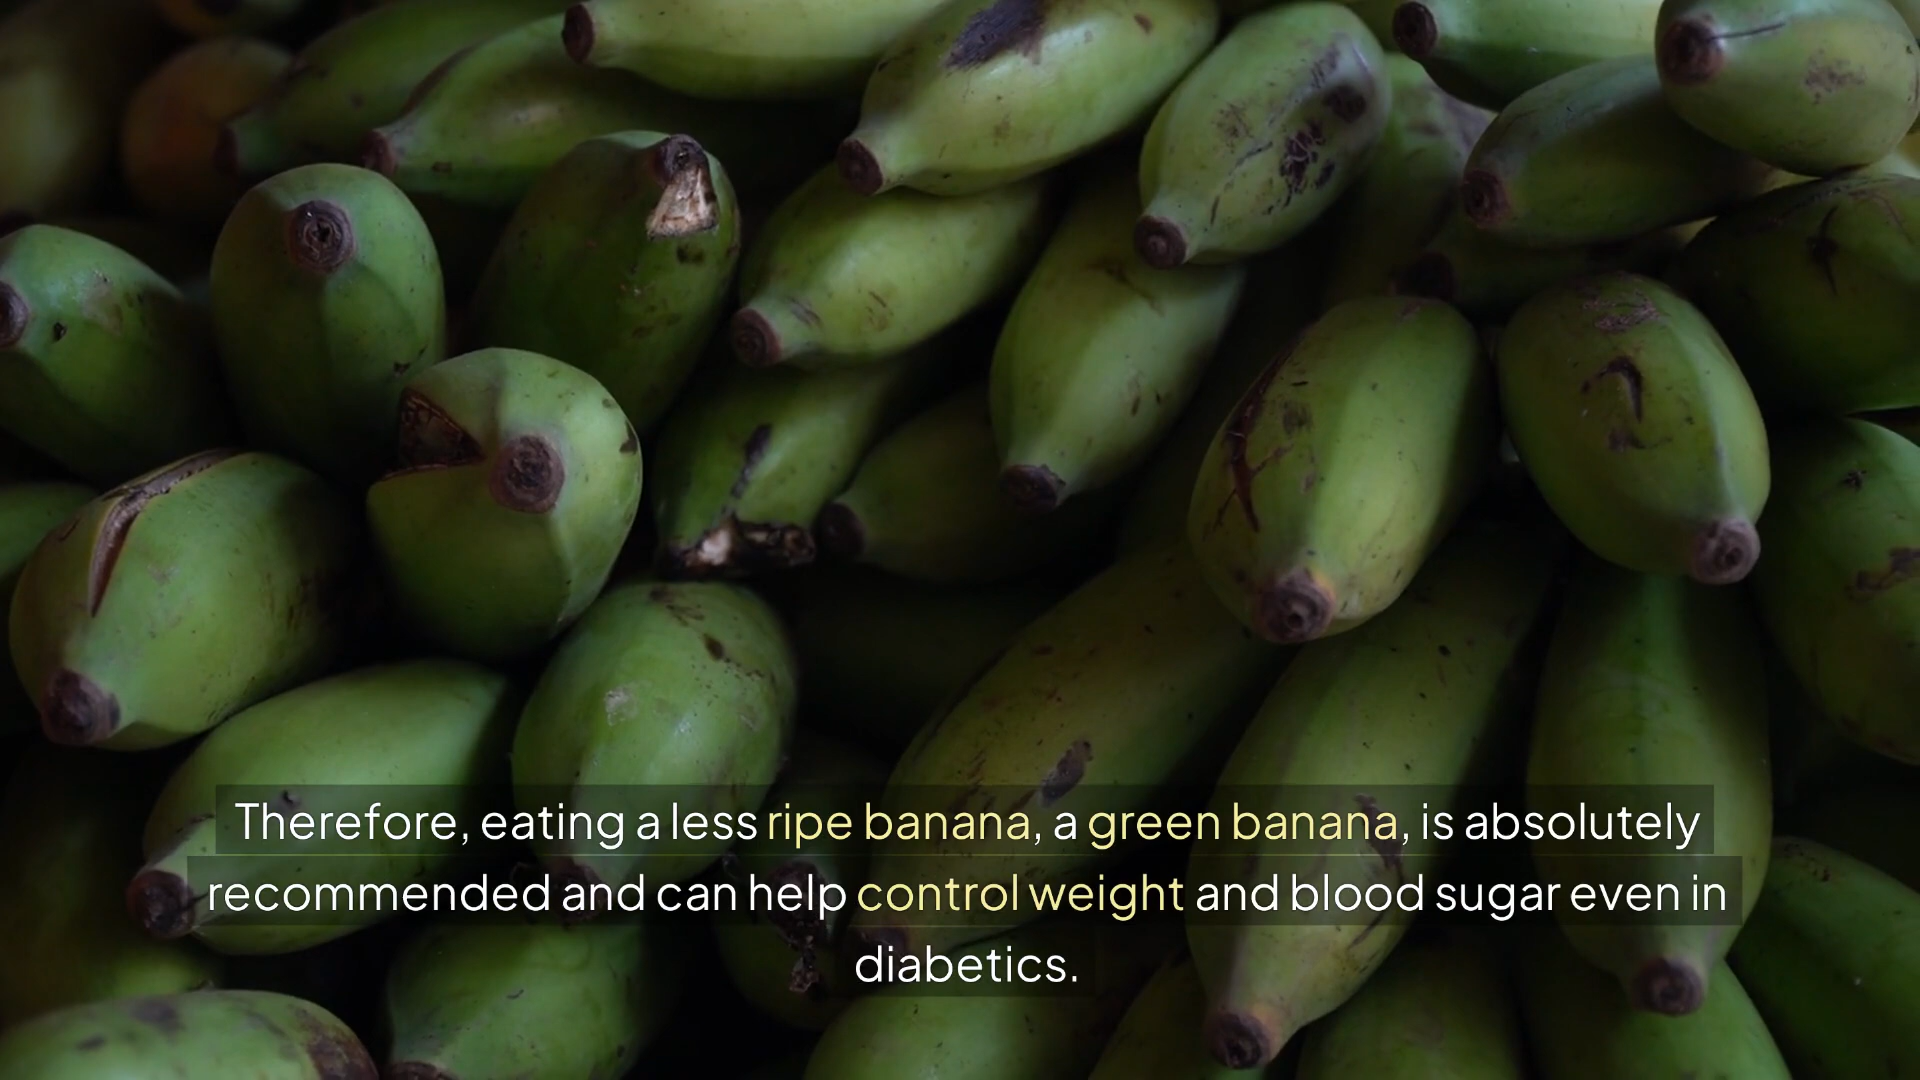 Therefore, eating a less ripe banana, a green banana, is absolutely
recommended and can help control weight and blood sugar even in
diabetics.